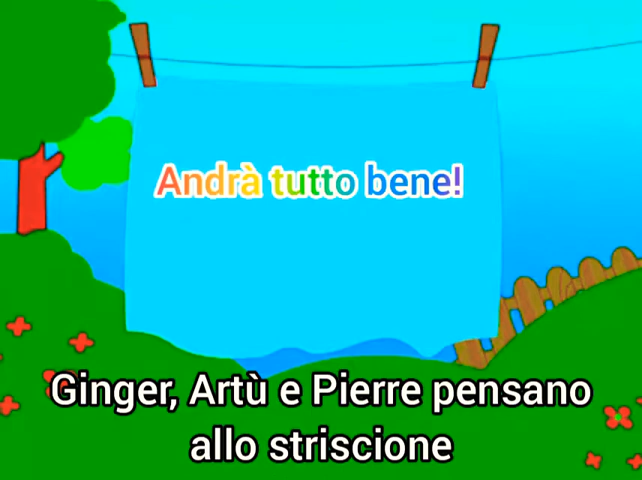 Andrà tutto bene!
Ginger, Artù e Pierre pensano
allo striscione